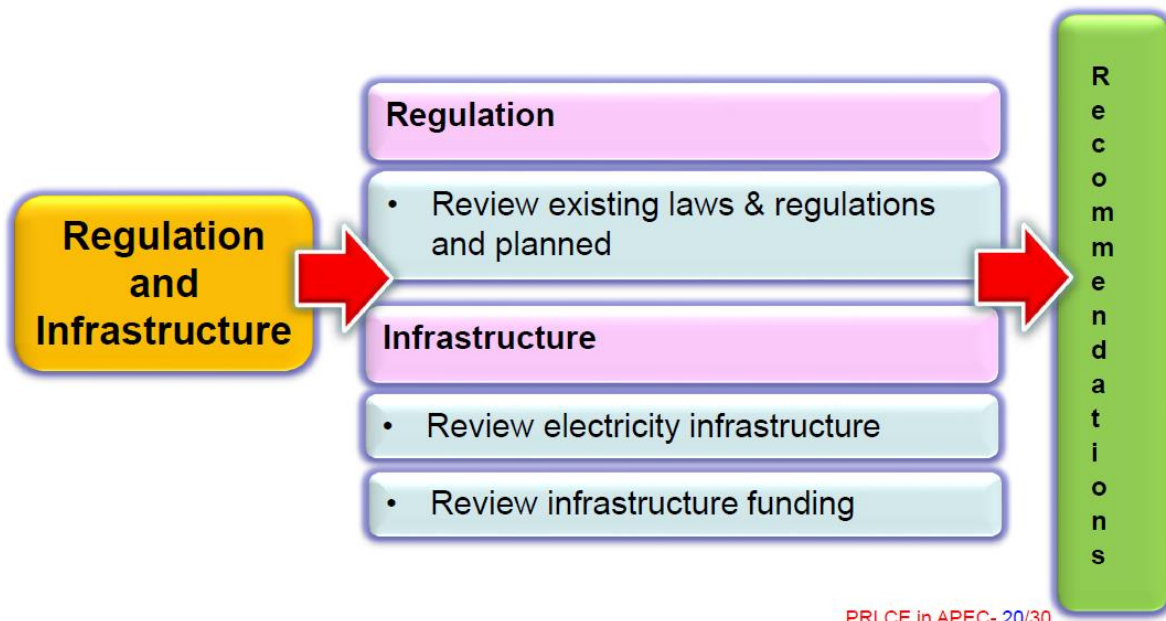 Regulation
and
Infrastructure
Regulation
• Review existing laws & regulations
and planned
Infrastructure
• Review electricity infrastructure
• Review infrastructure funding
Recommendations
PRLCE in APEC- 20/30